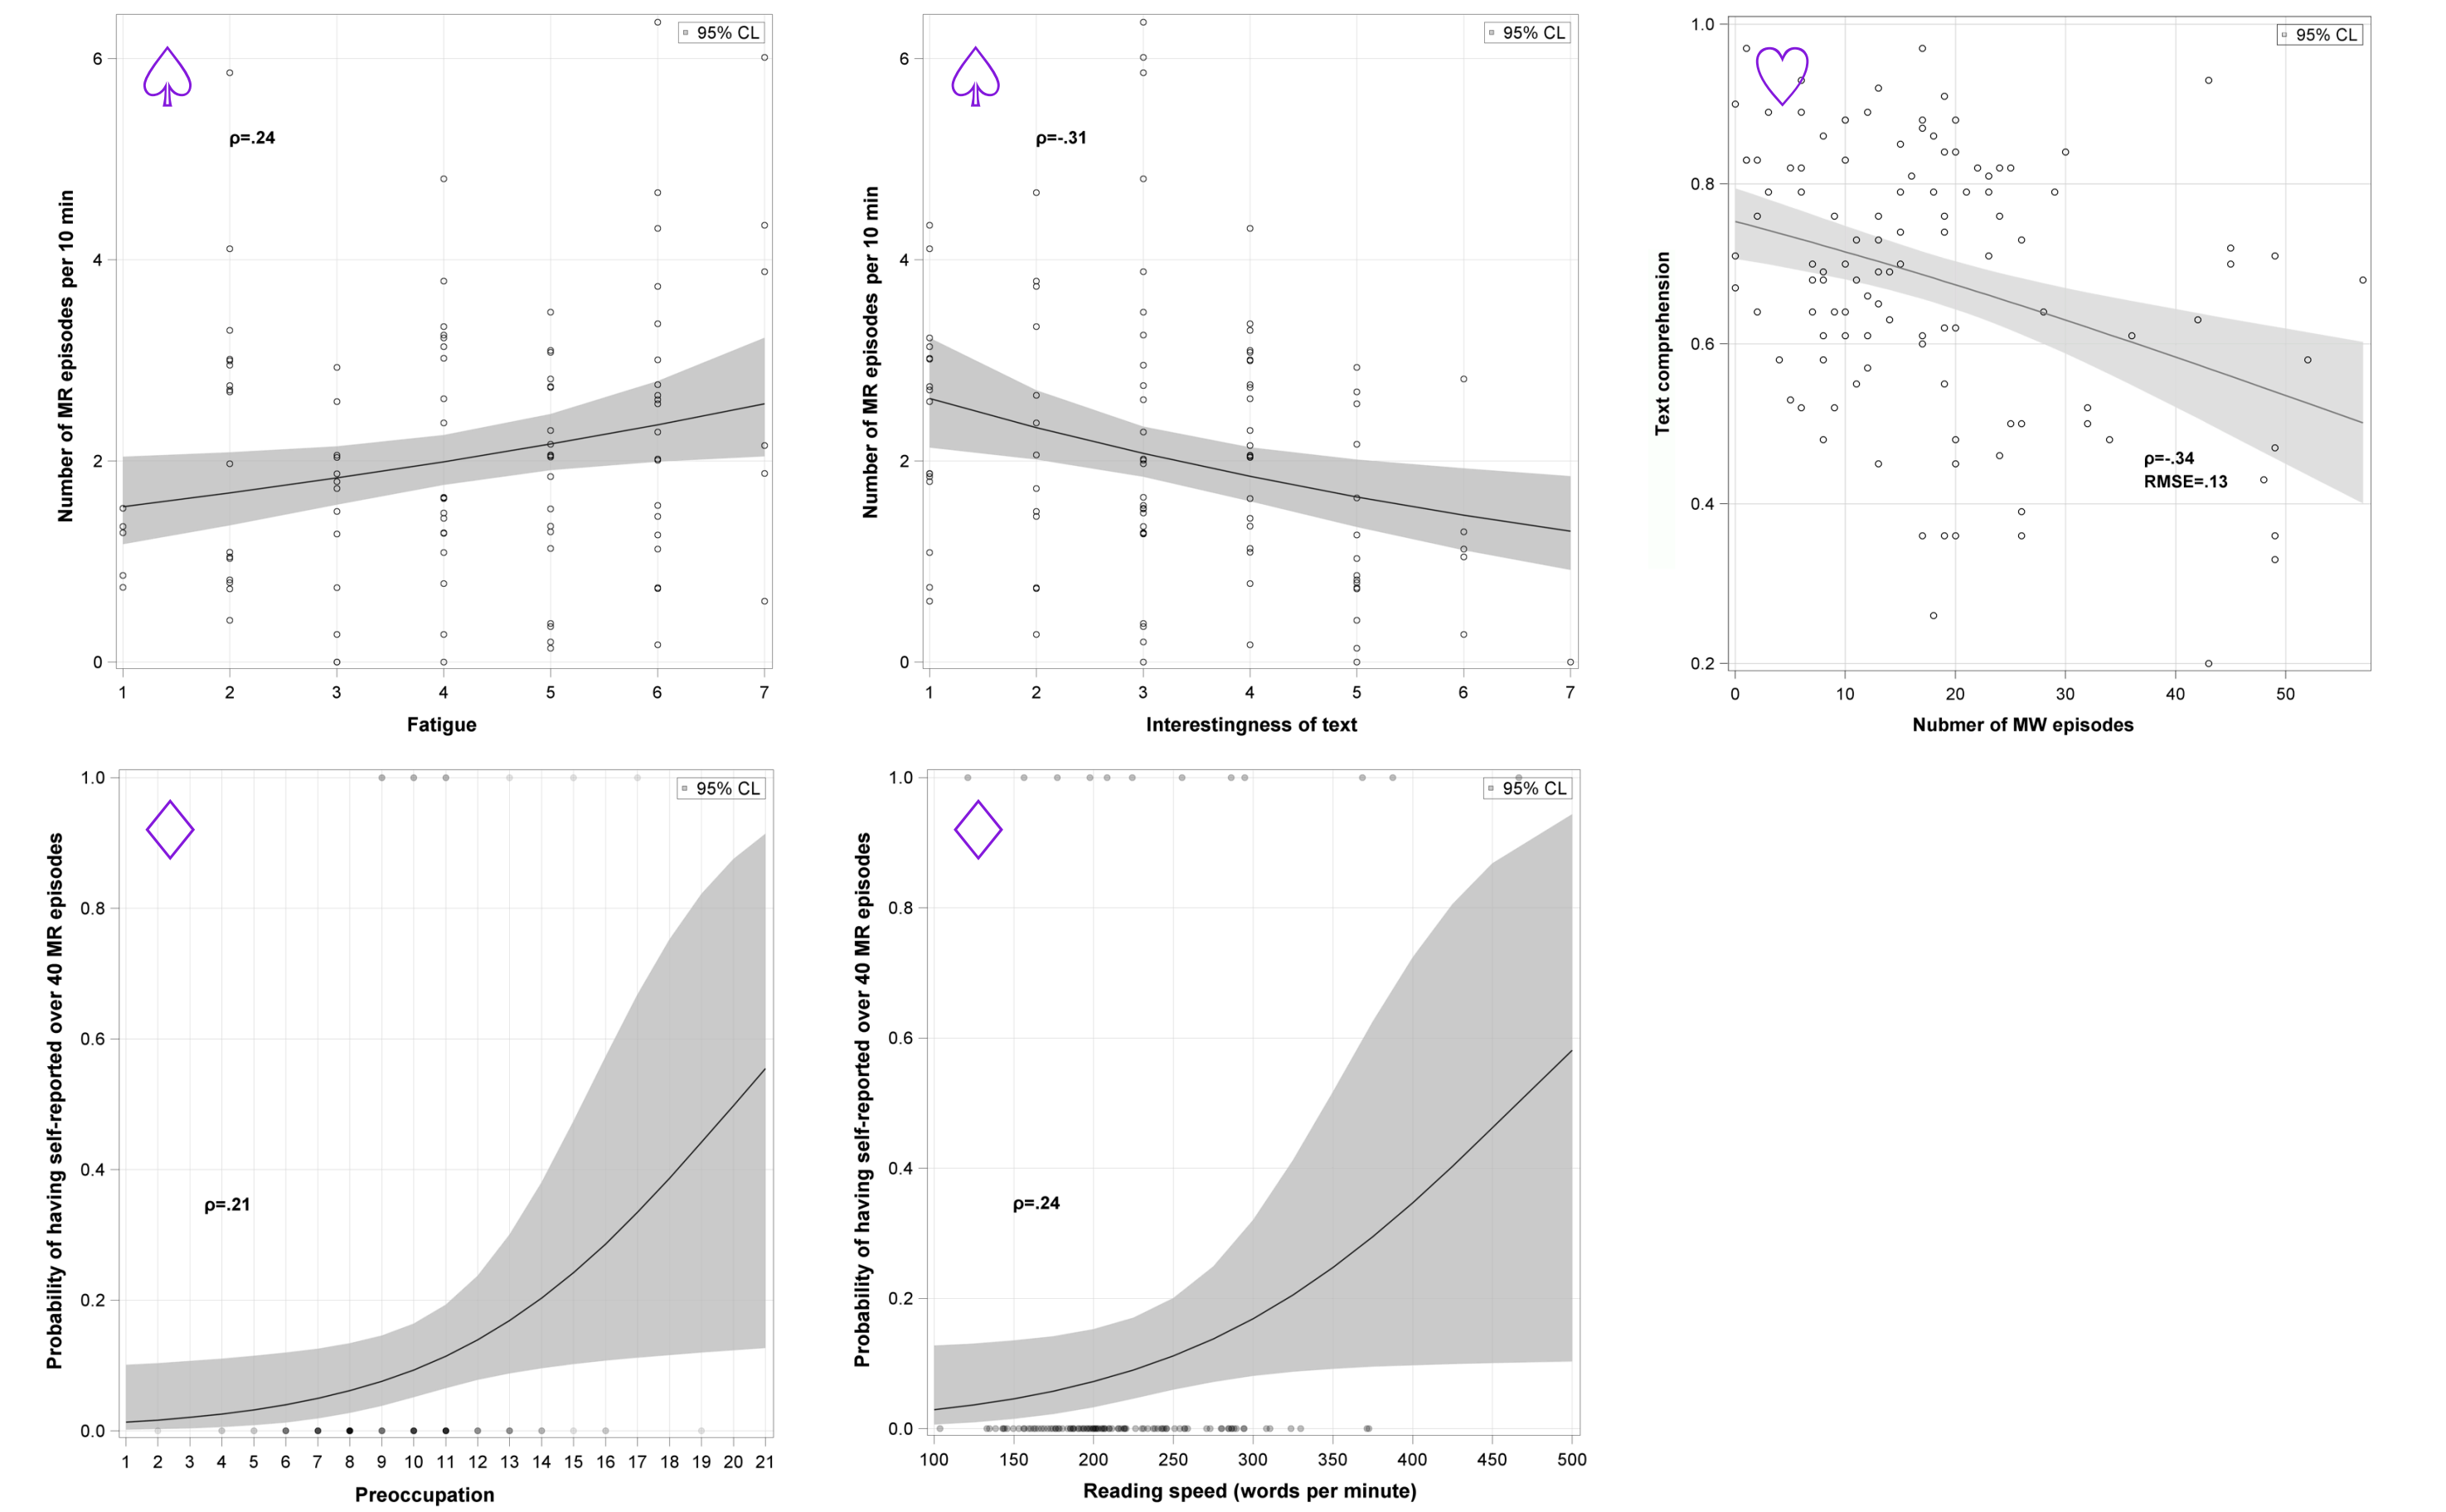 95% CL
6
ρ=.24
4
2
0
Number of MR episodes per 10 min
1 2 3 4 5 6 7
Fatigue
95% CL
6
ρ=-.31
4
2
0
Number of MR episodes per 10 min
1 2 3 4 5 6 7
Interestingness of text
95% CL
1.0
0.8
0.6
0.4
0.2
Text comprehension
ρ=-.34
RMSE=.13
0 10 20 30 40 50
Nubmer of MW episodes
95% CL
1.0
0.8
0.6
0.4
0.2
0.0
Probability of having self-reported over 40 MR episodes
ρ=.21
1 2 3 4 5 6 7 8 9 10 11 12 13 14 15 16 17 18 19 20 21
Preoccupation
95% CL
1.0
0.8
0.6
0.4
0.2
0.0
Probability of having self-reported over 40 MR episodes
ρ=.24
100 150 200 250 300 350 400 450 500
Reading speed (words per minute)